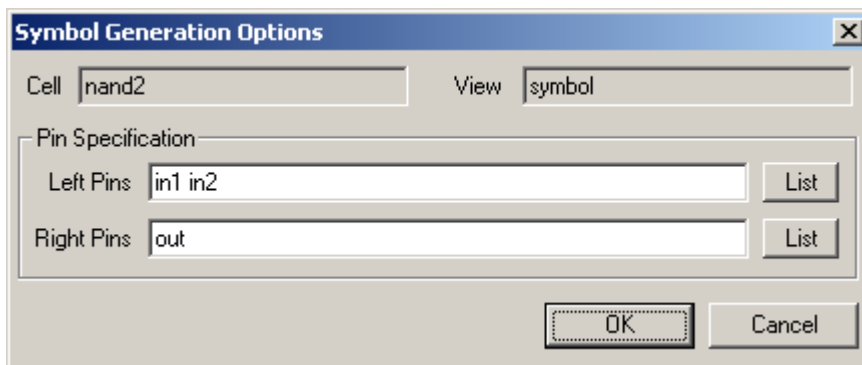 Symbol Generation Options
Cell nand2 View symbol
Pin Specification
Left Pins in1 in2 List
Right Pins out List
OK Cancel